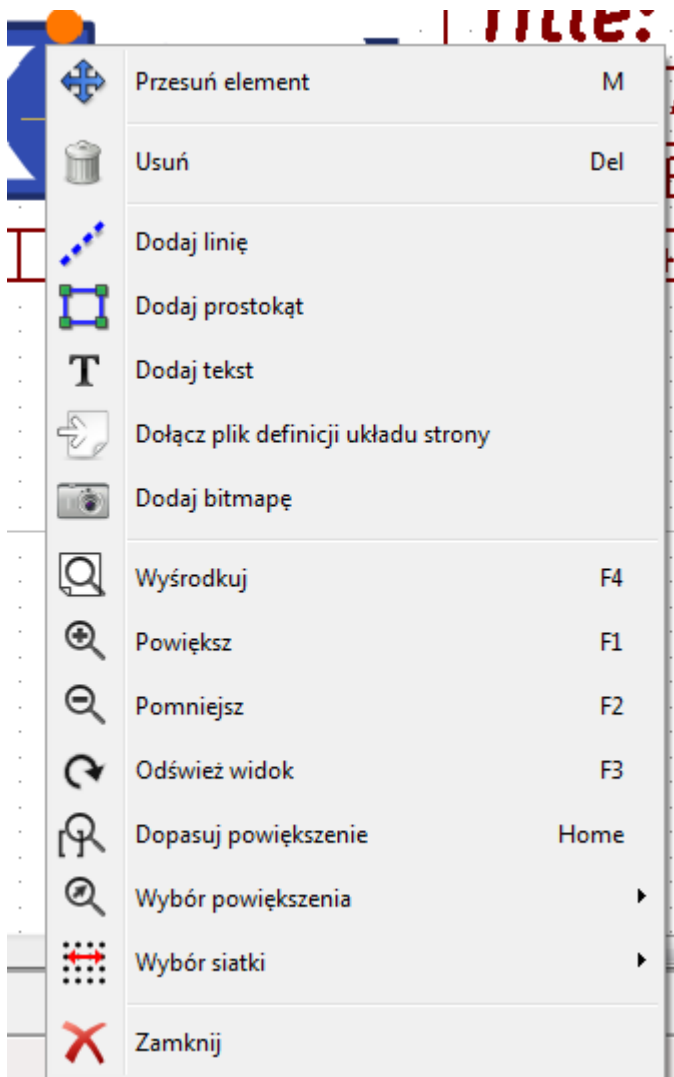 Title:
Przesuń element M
Usuń Del
Dodaj linię
Dodaj prostokąt
Dodaj tekst
Dołącz plik definicji układu strony
Dodaj bitmapę
Wyśrodkuj F4
Powiększ F1
Pomniejsz F2
Odśwież widok F3
Dopasuj powiększenie Home
Wybór powiększenia
Wybór siatki
Zamknij